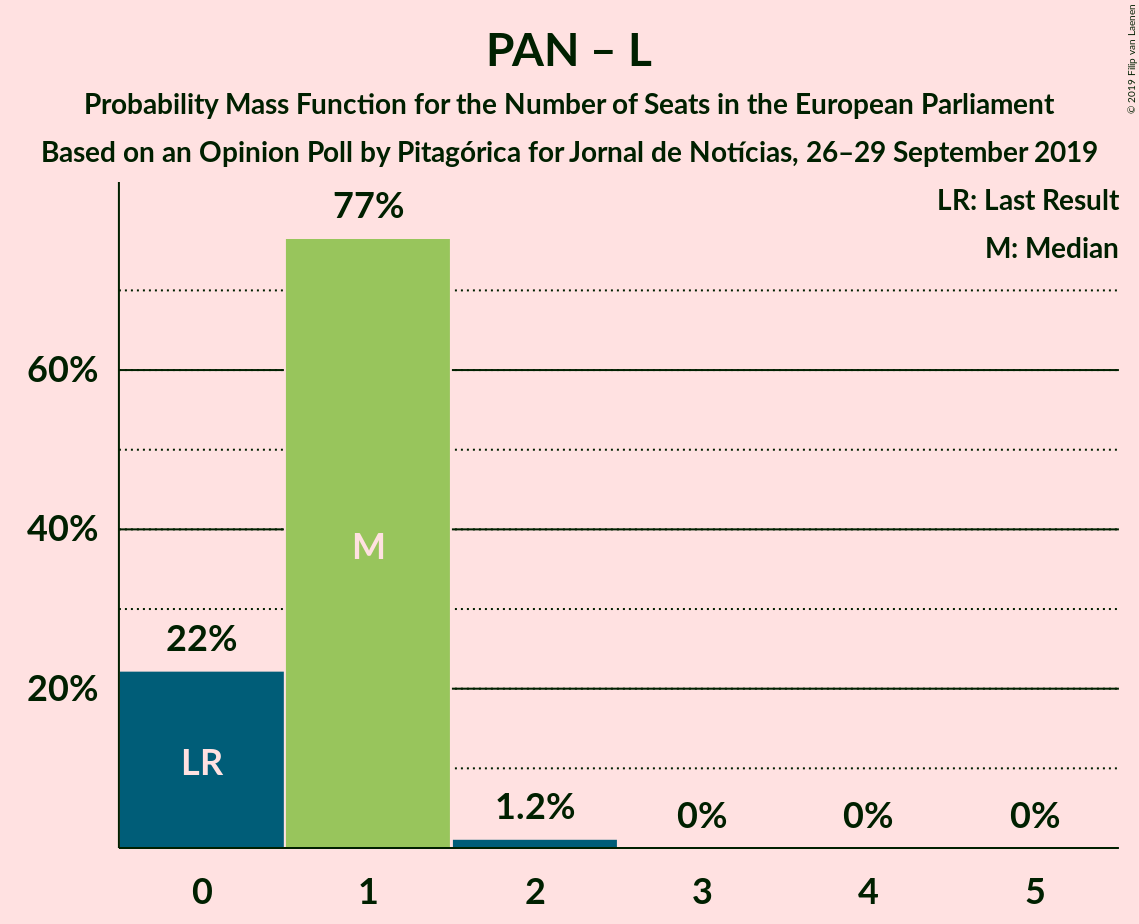 PAN – L
Probability Mass Function for the Number of Seats in the European Parliament
Based on an Opinion Poll by Pitagórica for Jornal de Notícias, 26–29 September 2019
© 2019 Filip van Laenen
LR: Last Result
M: Median
77%
60%
40%
20%
22%
1.2%
0%
0%
0%
M
LR
0
1
2
3
4
5